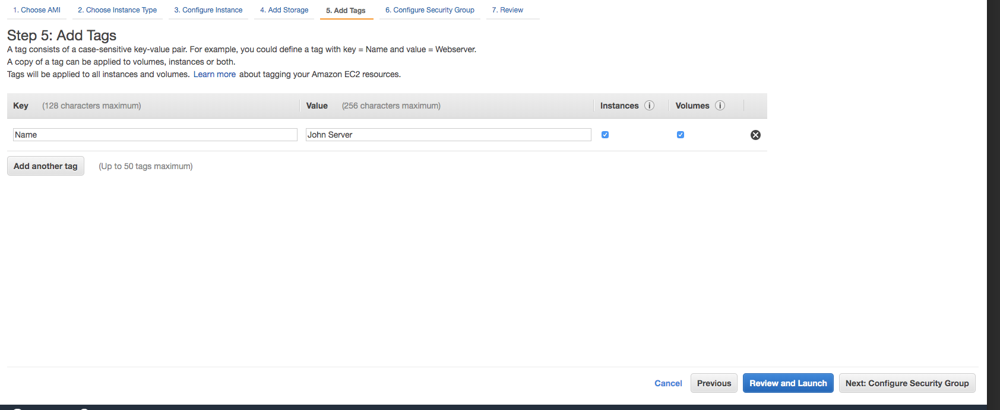 1. Choose AMI 2. Choose Instance Type 3. Configure Instance 4. Add Storage 5. Add Tags 6. Configure Security Group 7. Review
Step 5: Add Tags
A tag consists of a case-sensitive key-value pair. For example, you could define a tag with key = Name and value = Webserver.
A copy of a tag can be applied to volumes, instances or both.
Tags will be applied to all instances and volumes. Learn more about tagging your Amazon EC2 resources.
Key (128 characters maximum) Value (256 characters maximum) Instances i Volumes i
Name John Server
Add another tag (Up to 50 tags maximum)
Cancel Previous Review and Launch Next: Configure Security Group